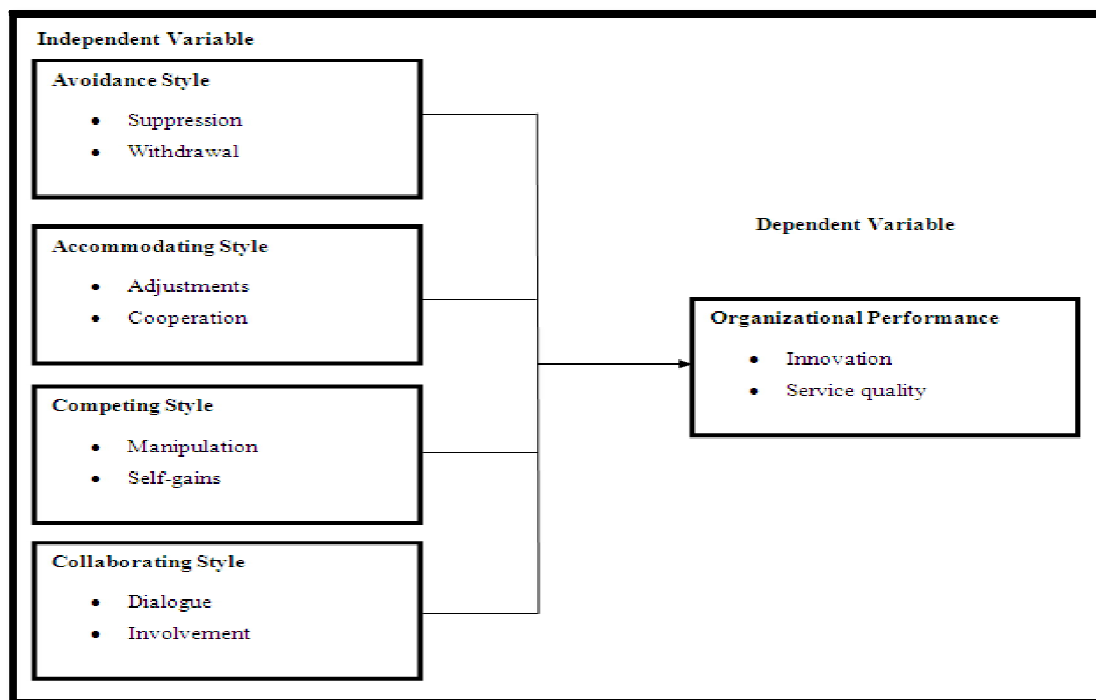 Independent Variable
Avoidance Style
• Suppression
• Withdrawal
Accommodating Style
• Adjustments
• Cooperation
Competing Style
• Manipulation
• Self-gains
Collaborating Style
• Dialogue
• Involvement
Dependent Variable
Organizational Performance
• Innovation
• Service quality